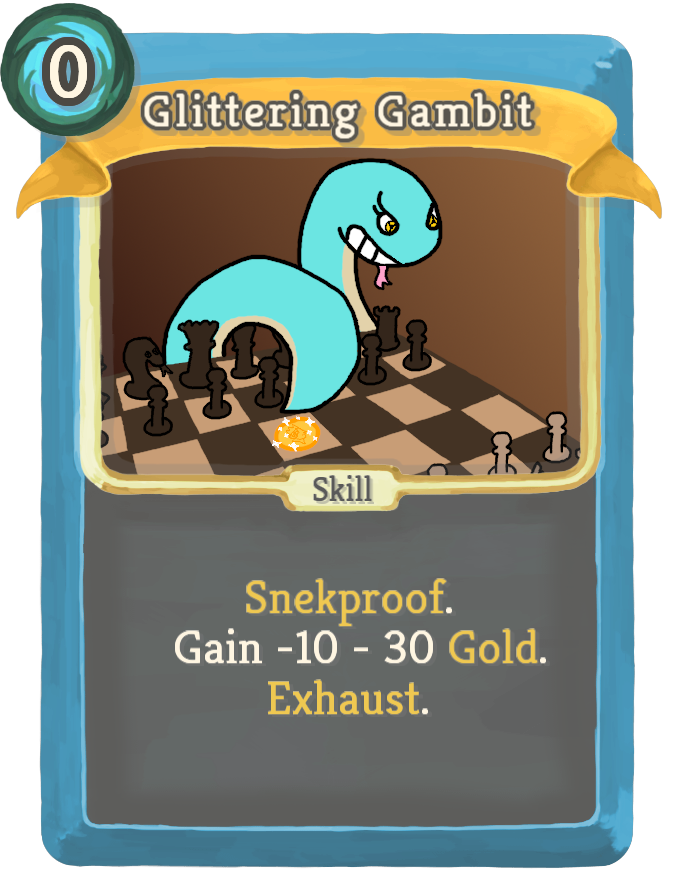 0
Glittering Gambit
Skill
Snekproof.
Gain -10 - 30 Gold.
Exhaust.